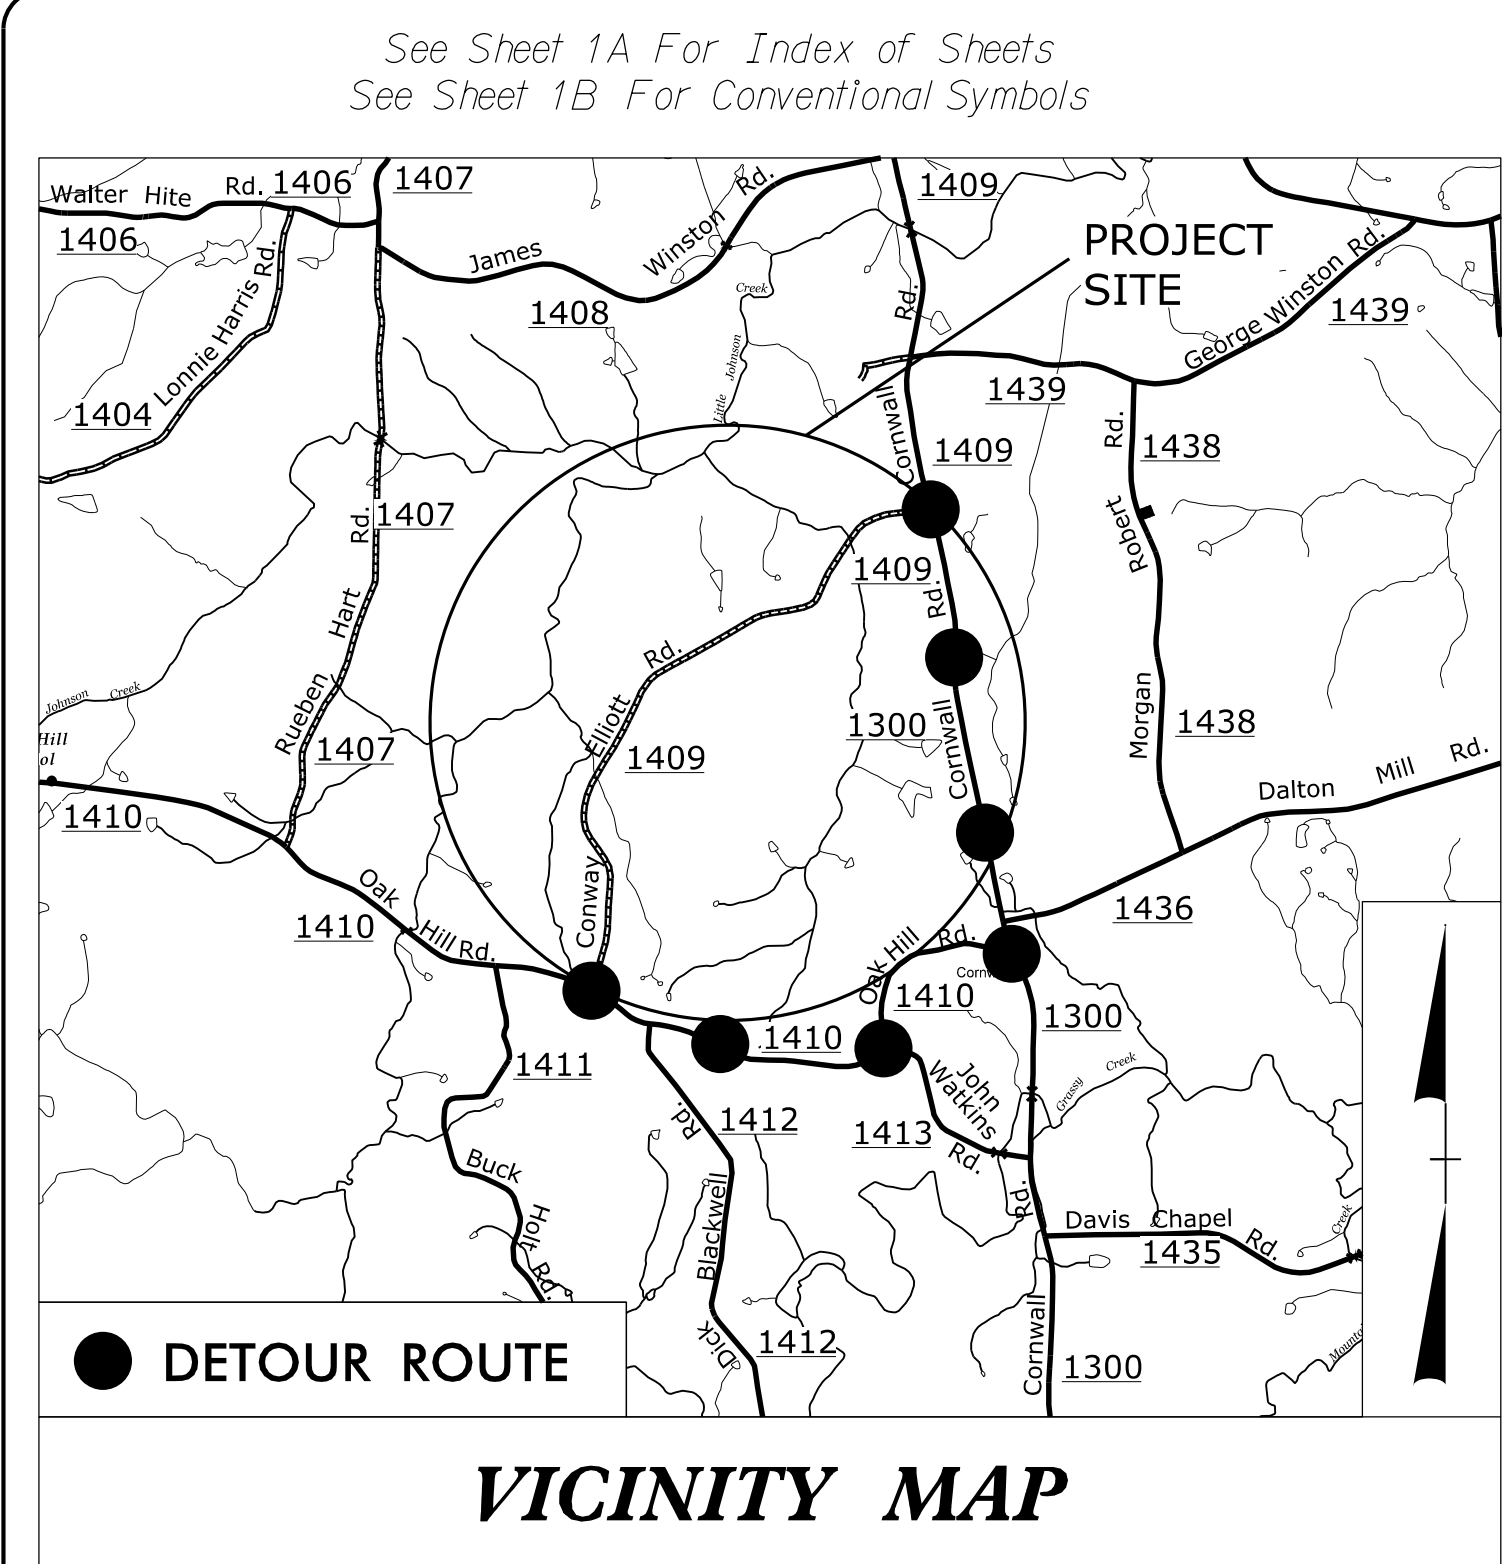 See Sheet 1A For Index of Sheets
See Sheet 1B For Conventional Symbols
Walter Hite Rd. 1406
1407
1409
1406
James Winston Rd.
1408
PROJECT
SITE
Rd.
George Winston Rd.
1439
Lonnie Harris Rd.
1404
Creek
Little Johnson
1439
Cornwall
1409
Rd.
1438
Rd.
1407
Robert
1409
Rd.
Hart
Rd.
Rueben
Johnson Creek
Hill
ol
1407
Elliott
1409
1300
Cornwall
Morgan
1438
Dalton Mill Rd.
1410
Oak
1410
Hill Rd.
Conway
1436
Oak Hill Rd.
Cornw
1410
1300
1410
1411
John
Watkins
Grassy Creek
Rd.
1412
1413
Rd.
Buck
Blackwell
Rd.
Davis Chapel Rd.
1435
Creek
Holt
Rd.
Dick
1412
Cornwall
1300
Mounta
DETOUR ROUTE
VICINITY MAP